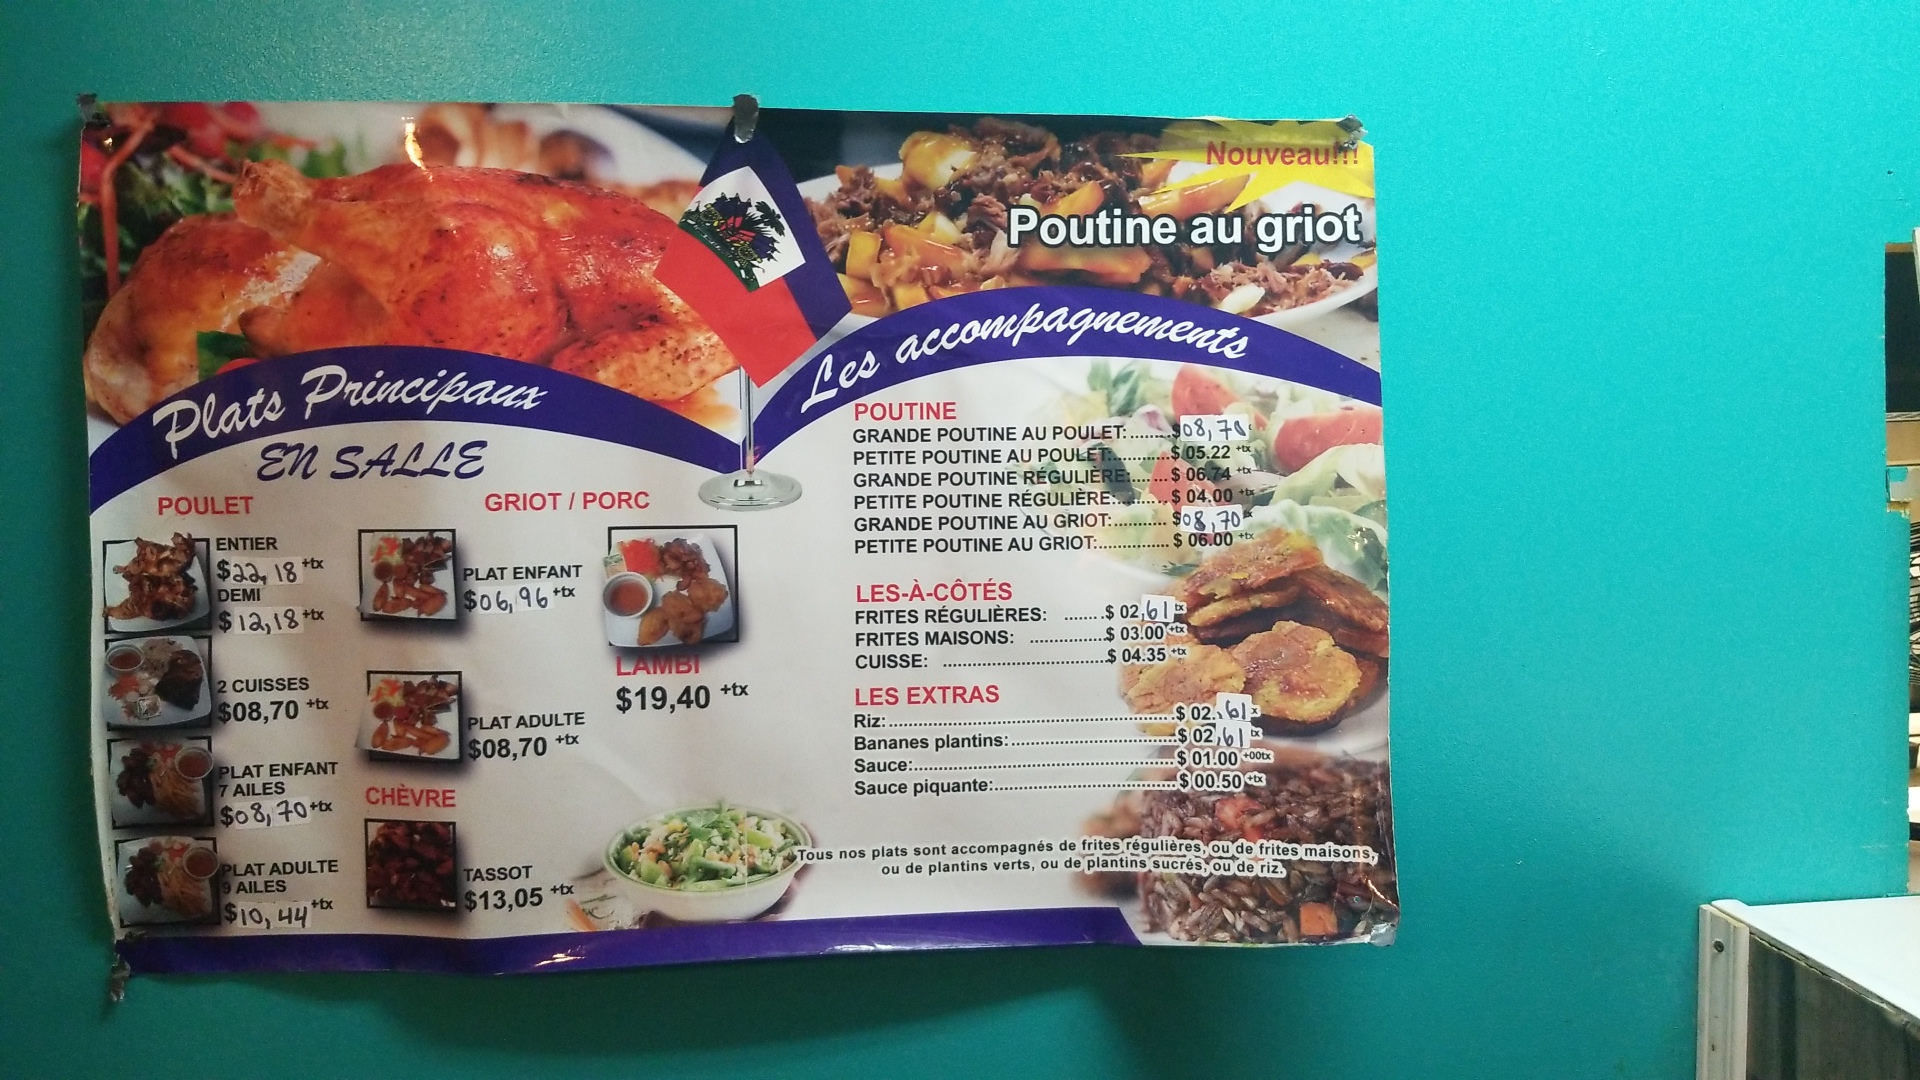 Nouveau!!!
Poutine au griot
Plats Principaux
EN SALLE
POULET
ENTIER
$22,18 +tx
DEMI
$12,18 +tx
2 CUISSES
$08,70 +tx
PLAT ENFANT
7 AILES
$08,70 +tx
PLAT ADULTE
9 AILES
$10,44 +tx
GRIOT / PORC
PLAT ENFANT
$06,96 +tx
PLAT ADULTE
$08,70 +tx
LAMBI
$19,40 +tx
CHÈVRE
TASSOT
$13,05 +tx
Les accompagnements
POUTINE
GRANDE POUTINE AU POULET:........$08,70
PETITE POUTINE AU POULET:............$ 05.22 +tx
GRANDE POUTINE RÉGULIÈRE:.......$ 06.74 +tx
PETITE POUTINE RÉGULIÈRE:..........$ 04.00 +tx
GRANDE POUTINE AU GRIOT:...........$08,70
PETITE POUTINE AU GRIOT:...............$ 06.00 +tx
LES-À-CÔTÉS
FRITES RÉGULIÈRES: ........$ 02,61 tx
FRITES MAISONS: ..............$ 03.00 +tx
CUISSE: ..................................$ 04.35 +tx
LES EXTRAS
Riz:..................................................$ 02.61
Bananes plantins:.............................$ 02,61 tx
Sauce:..............................................$ 01.00 +00tx
Sauce piquante:................................$ 00.50 +tx
Tous nos plats sont accompagnés de frites régulières, ou de frites maisons,
ou de plantins verts, ou de plantins sucrés, ou de riz.